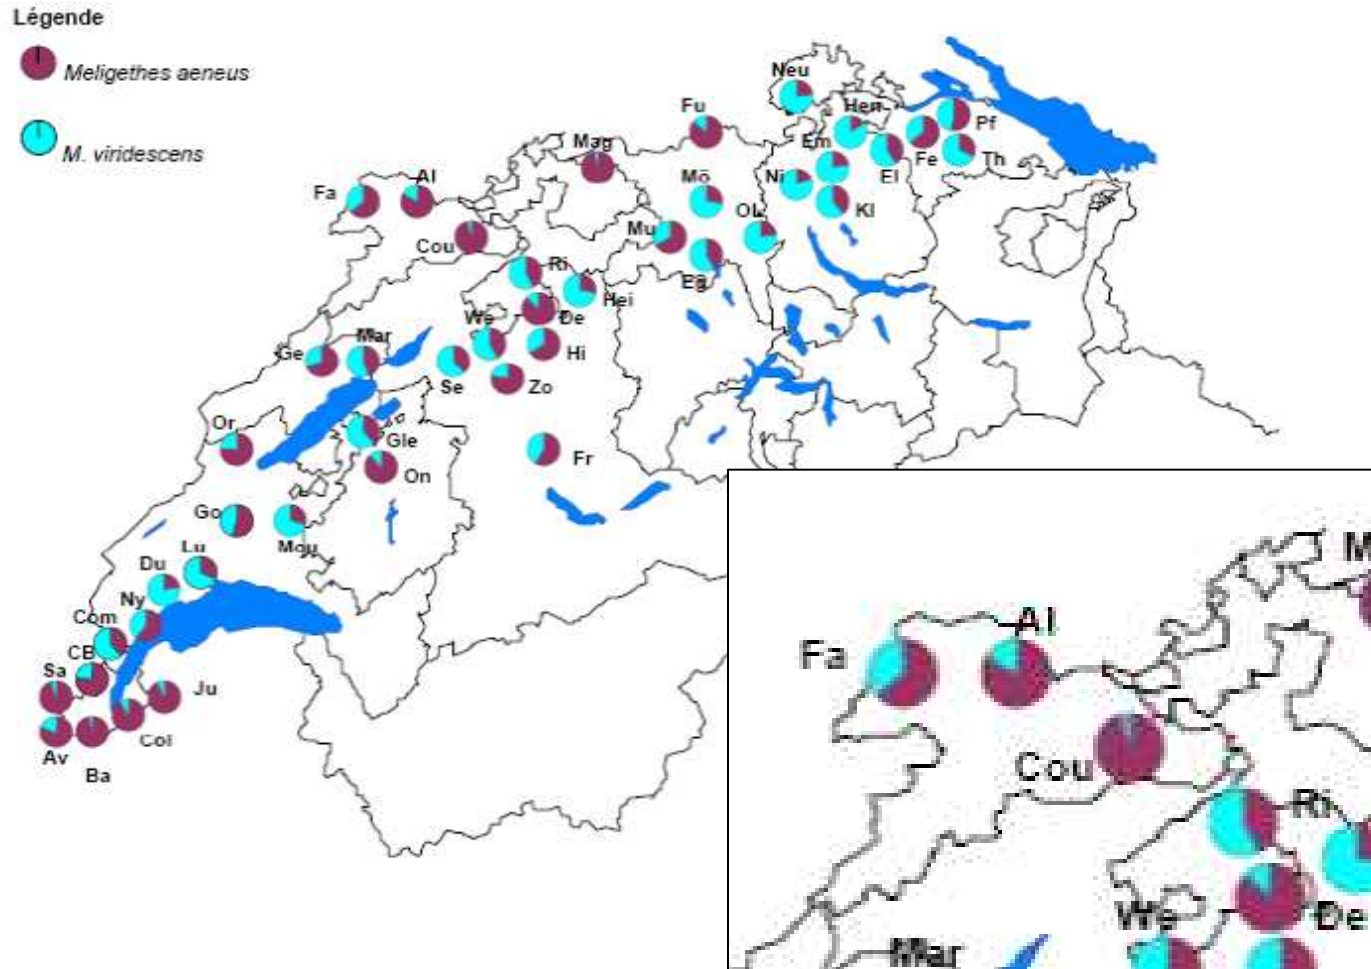 Légende
Meligethes aeneus
M. viridescens
Neu
Fu
Hen
Pf
Mag
Em
Fe
Th
El
Al
Fa
Ni
Mö
Kl
OL
Mu
Cou
Eg
Ri
Hei
We
De
Mar
Ge
Hi
Se
Zo
Or
Gle
Fr
On
Go
Mou
Lu
Du
Ny
Com
CB
Sa
Ju
Col
Av
Ba
M
Al
Fa
Cou
Ri
We
De
Mar